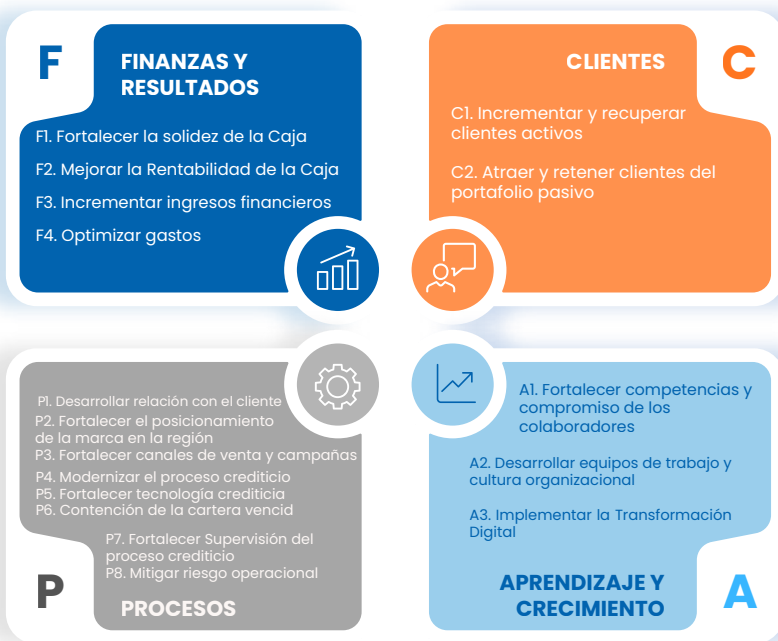 F
FINANZAS Y
RESULTADOS
F1. Fortalecer la solidez de la Caja
F2. Mejorar la Rentabilidad de la Caja
F3. Incrementar ingresos financieros
F4. Optimizar gastos
CLIENTES
C
C1. Incrementar y recuperar
clientes activos
C2. Atraer y retener clientes del
portafolio pasivo
P1. Desarrollar relación con el cliente
P2. Fortalecer el posicionamiento
de la marca en la región
P3. Fortalecer canales de venta y campañas
P4. Modernizar el proceso crediticio
P5. Fortalecer tecnología crediticia
P6. Contención de la cartera vencid
P7. Fortalecer Supervisión del
proceso crediticio
P8. Mitigar riesgo operacional
P
PROCESOS
A1. Fortalecer competencias y
compromiso de los
colaboradores
A2. Desarrollar equipos de trabajo y
cultura organizacional
A3. Implementar la Transformación
Digital
APRENDIZAJE Y
CRECIMIENTO
A